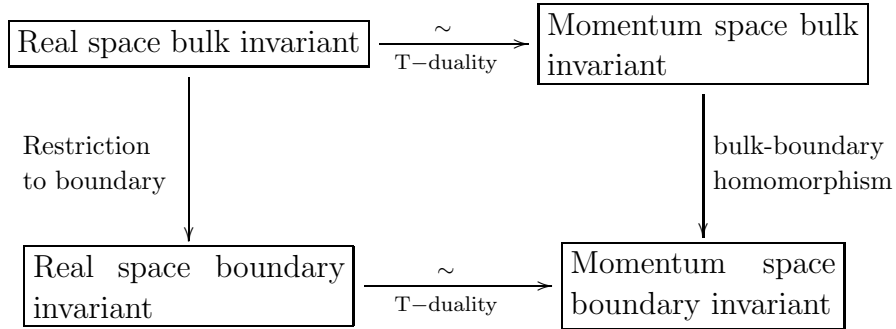 Real space bulk invariant
∼
T−duality
Momentum space bulk
invariant
Restriction
to boundary
bulk-boundary
homomorphism
Real space boundary
invariant
∼
T−duality
Momentum space
boundary invariant